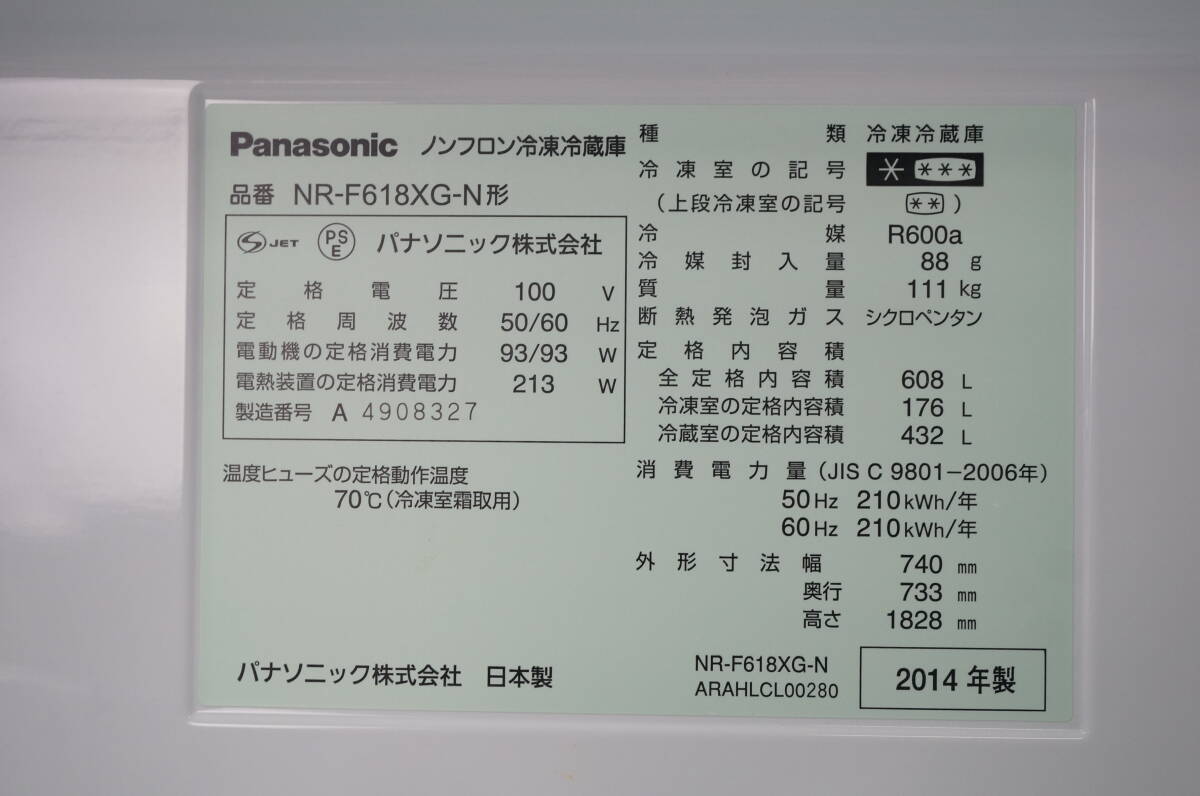 Panasonic ノンフロン冷凍冷蔵庫
品番 NR-F618XG-N形
JET PSE パナソニック株式会社
定格電圧 100 V
定格周波数 50/60 Hz
電動機の定格消費電力 93/93 W
電熱装置の定格消費電力 213 W
製造番号 A 4908327
温度ヒューズの定格動作温度
70℃(冷凍室霜取用)
パナソニック株式会社 日本製
種類 冷凍冷蔵庫
冷凍室の記号 * ***
(上段冷凍室の記号 ** )
冷媒 R600a
冷媒封入量 88 g
質量 111 kg
断熱発泡ガス シクロペンタン
定格内容積
全定格内容積 608 L
冷凍室の定格内容積 176 L
冷蔵室の定格内容積 432 L
消費電力量 (JIS C 9801-2006年)
50Hz 210kWh/年
60Hz 210kWh/年
外形寸法幅 740 mm
奥行 733 mm
高さ 1828 mm
NR-F618XG-N
ARAHLCL00280
2014 年製